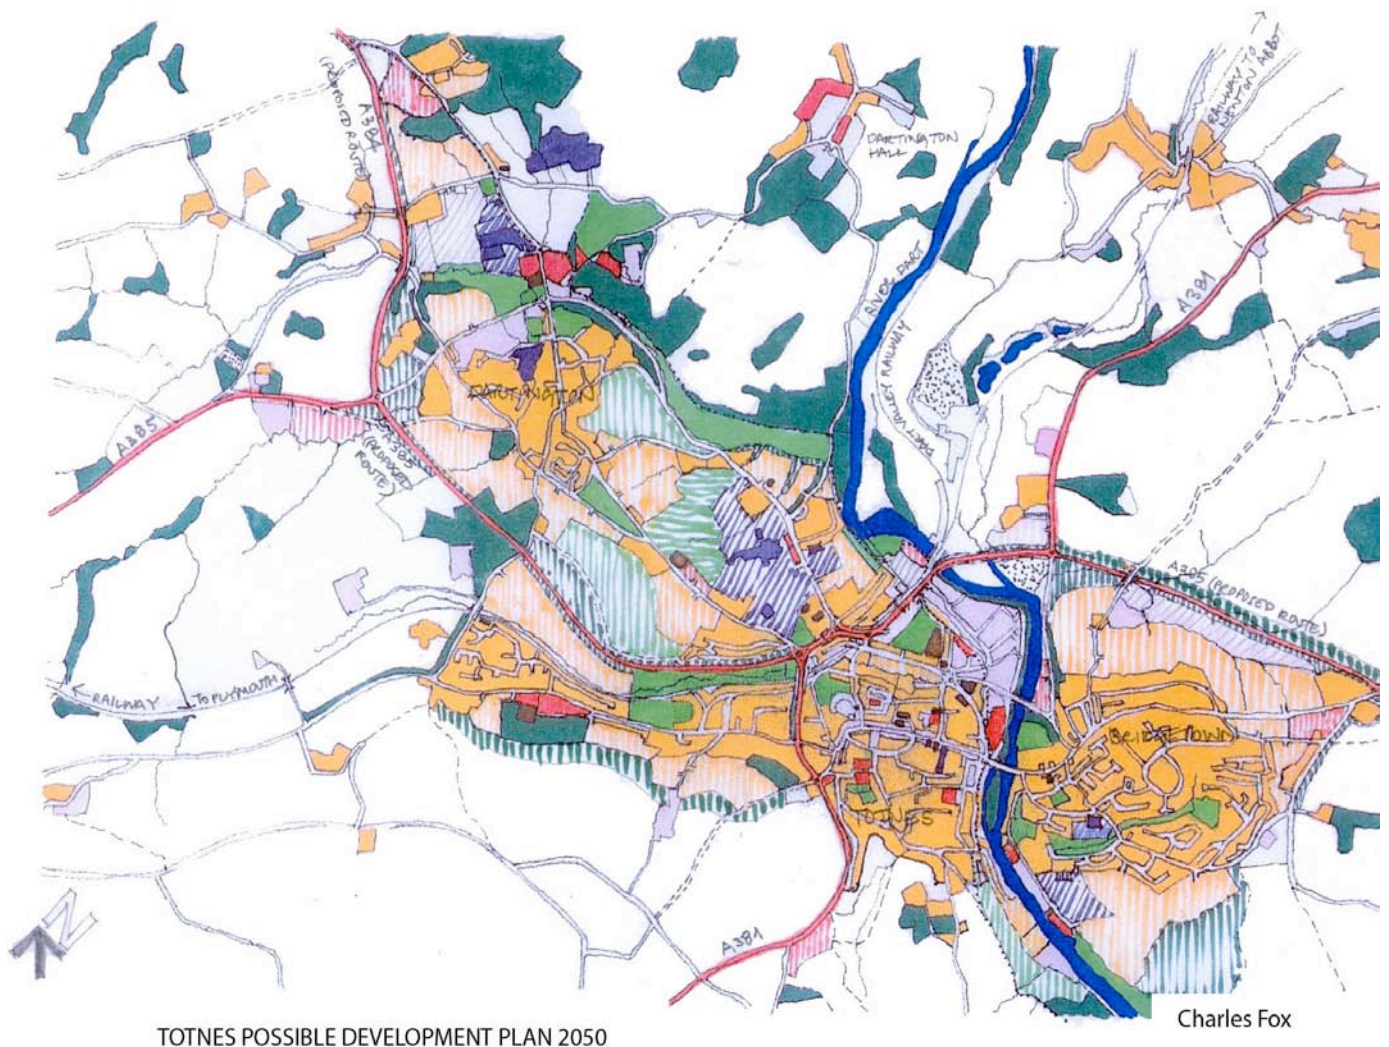 RAILWAY TO
NEWTON ABBOT
A384
(PROPOSED ROUTE)
DARTINGTON
HALL
RIVER DART
DART VALLEY RAILWAY
A381
DARTINGTON
A385
A385
(PROPOSED
ROUTE)
A385 (PROPOSED ROUTE)
RAILWAY TO PLYMOUTH
BRIDGETOWN
TOTNES
A381
N
Charles Fox
TOTNES POSSIBLE DEVELOPMENT PLAN 2050